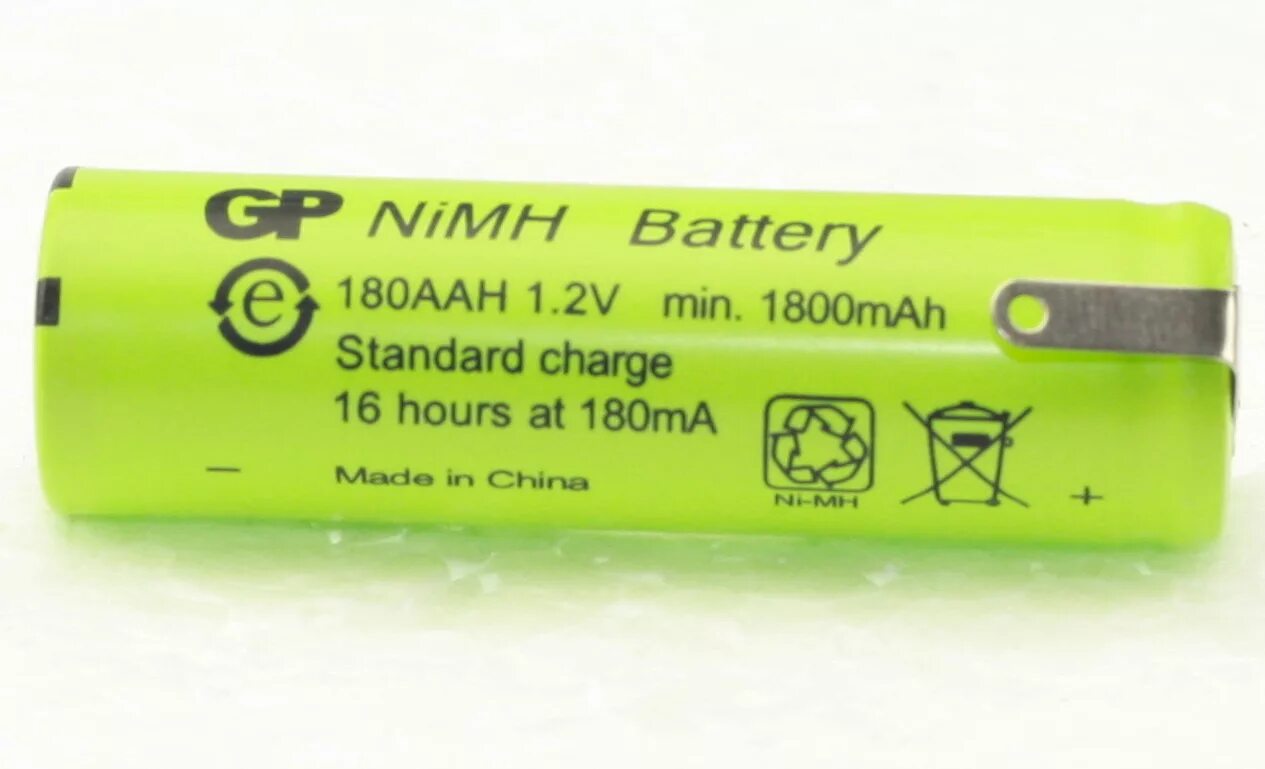 GP NiMH Battery
e 180AAH 1.2V min. 1800mAh
Standard charge
16 hours at 180mA
− Made in China Ni-MH +